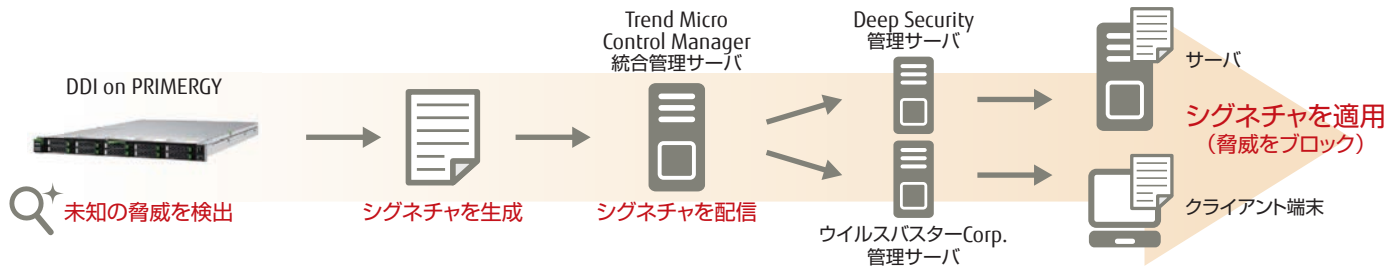 DDI on PRIMERGY
未知の脅威を検出
シグネチャを生成
Trend Micro
Control Manager
統合管理サーバ
シグネチャを配信
Deep Security
管理サーバ
ウイルスバスターCorp.
管理サーバ
サーバ
シグネチャを適用
（脅威をブロック）
クライアント端末